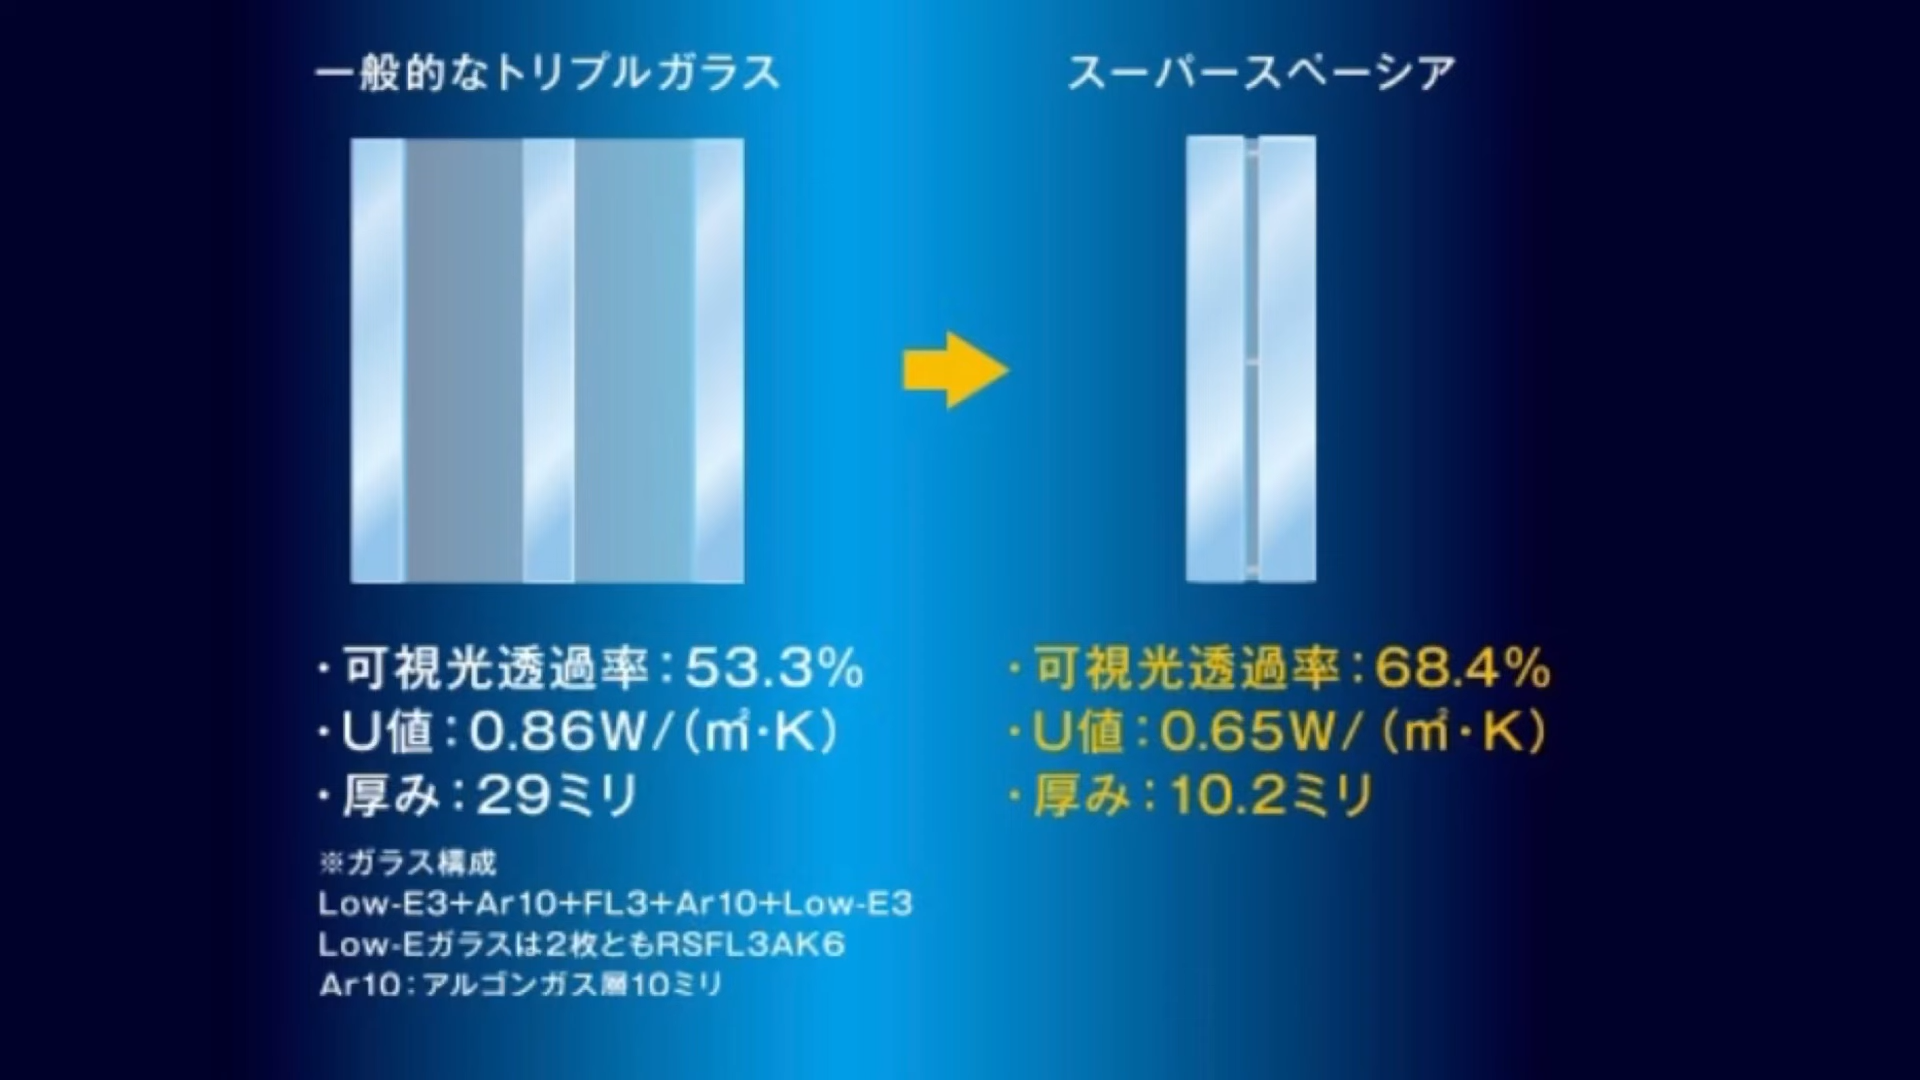 一般的なトリプルガラス
スーパースペーシア
・可視光透過率:53.3%
・U値:0.86W/(㎡・K)
・厚み:29ミリ
・可視光透過率:68.4%
・U値:0.65W/(㎡・K)
・厚み:10.2ミリ
※ガラス構成
Low-E3+Ar10+FL3+Ar10+Low-E3
Low-Eガラスは2枚ともRSFL3AK6
Ar10:アルゴンガス層10ミリ